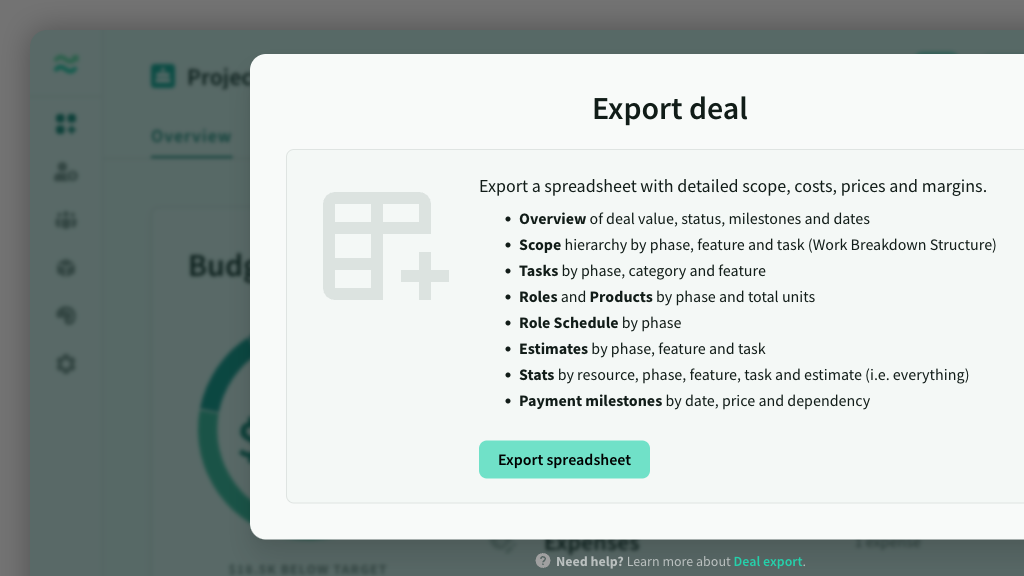 Projec
Export deal
Overview
Export a spreadsheet with detailed scope, costs, prices and margins.
• Overview of deal value, status, milestones and dates
• Scope hierarchy by phase, feature and task (Work Breakdown Structure)
• Tasks by phase, category and feature
• Roles and Products by phase and total units
• Role Schedule by phase
• Estimates by phase, feature and task
• Stats by resource, phase, feature, task and estimate (i.e. everything)
• Payment milestones by date, price and dependency
Budg
$
Export spreadsheet
Expenses
1 expense
$16.5K BELOW TARGET
? Need help? Learn more about Deal export.